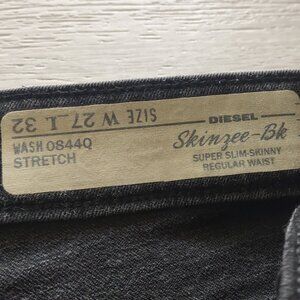 SIZE W 27 L 32
WASH 0844Q
STRETCH
DIESEL
Skinzee-Bk
SUPER SLIM-SKINNY
REGULAR WAIST